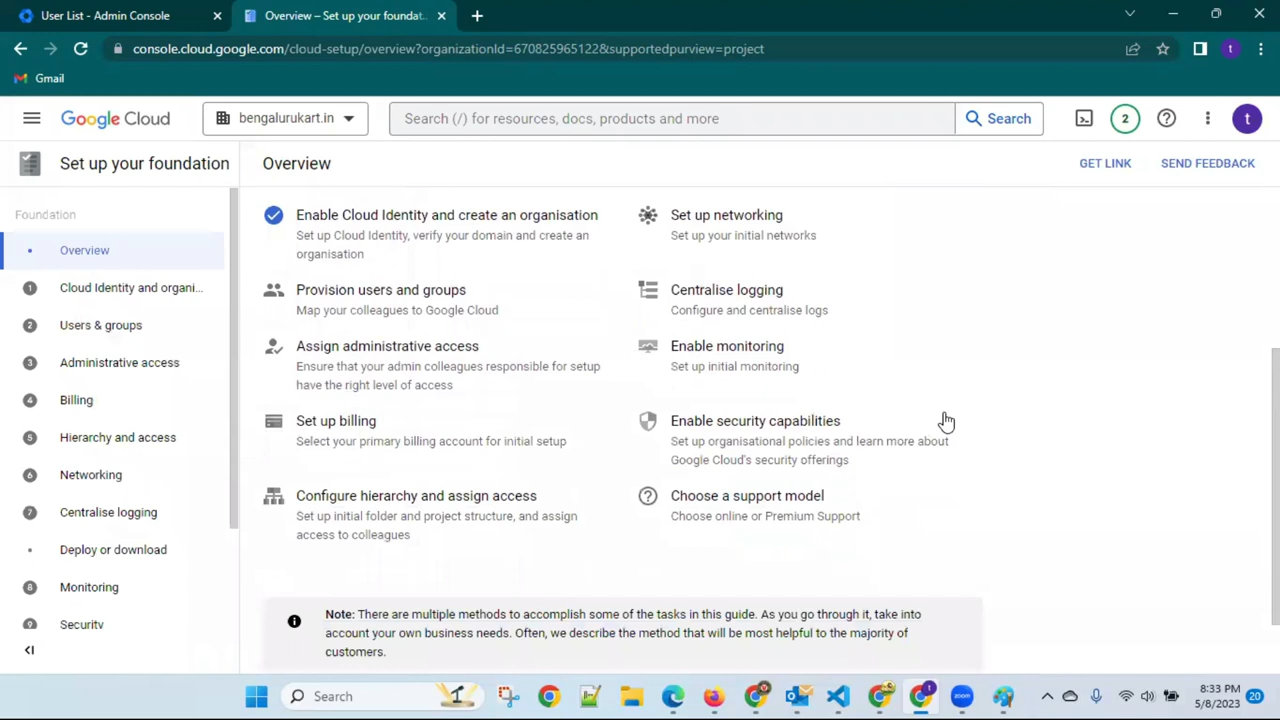 User List - Admin Console
Overview – Set up your foundat
console.cloud.google.com/cloud-setup/overview?organizationId=670825965122&supportedpurview=project
t
Gmail
Google Cloud
bengalurukart.in
Search (/) for resources, docs, products and more
Search
2
t
Set up your foundation
Overview
GET LINK
SEND FEEDBACK
Foundation
Overview
1 Cloud Identity and organi...
2 Users & groups
3 Administrative access
4 Billing
5 Hierarchy and access
6 Networking
7 Centralise logging
Deploy or download
8 Monitoring
9 Security
Enable Cloud Identity and create an organisation
Set up Cloud Identity, verify your domain and create an
organisation
Provision users and groups
Map your colleagues to Google Cloud
Assign administrative access
Ensure that your admin colleagues responsible for setup
have the right level of access
Set up billing
Select your primary billing account for initial setup
Configure hierarchy and assign access
Set up initial folder and project structure, and assign
access to colleagues
Set up networking
Set up your initial networks
Centralise logging
Configure and centralise logs
Enable monitoring
Set up initial monitoring
Enable security capabilities
Set up organisational policies and learn more about
Google Cloud's security offerings
Choose a support model
Choose online or Premium Support
Note: There are multiple methods to accomplish some of the tasks in this guide. As you go through it, take into
account your own business needs. Often, we describe the method that will be most helpful to the majority of
customers.
Search
zoom
8:33 PM
5/8/2023
20